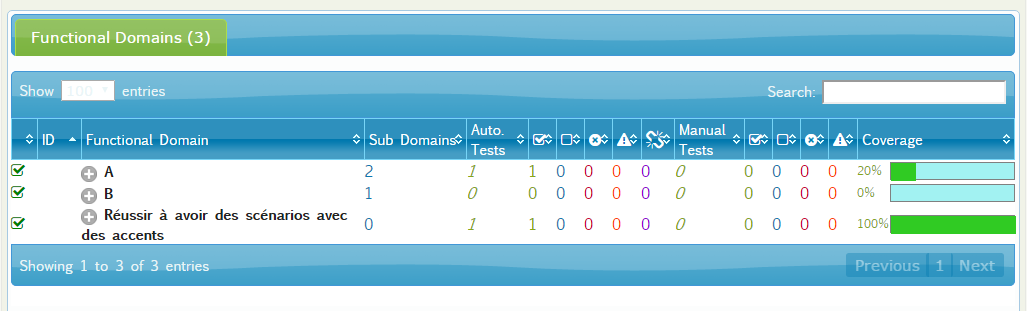 Functional Domains (3)
Show 100 entries Search:
ID Functional Domain Sub Domains Auto. Tests Manual Tests Coverage
A 2 1 1 0 0 0 0 0 0 0 0 0 20%
B 1 0 0 0 0 0 0 0 0 0 0 0 0%
Réussir à avoir des scénarios avec
des accents 0 1 1 0 0 0 0 0 0 0 0 0 100%
Showing 1 to 3 of 3 entries Previous 1 Next